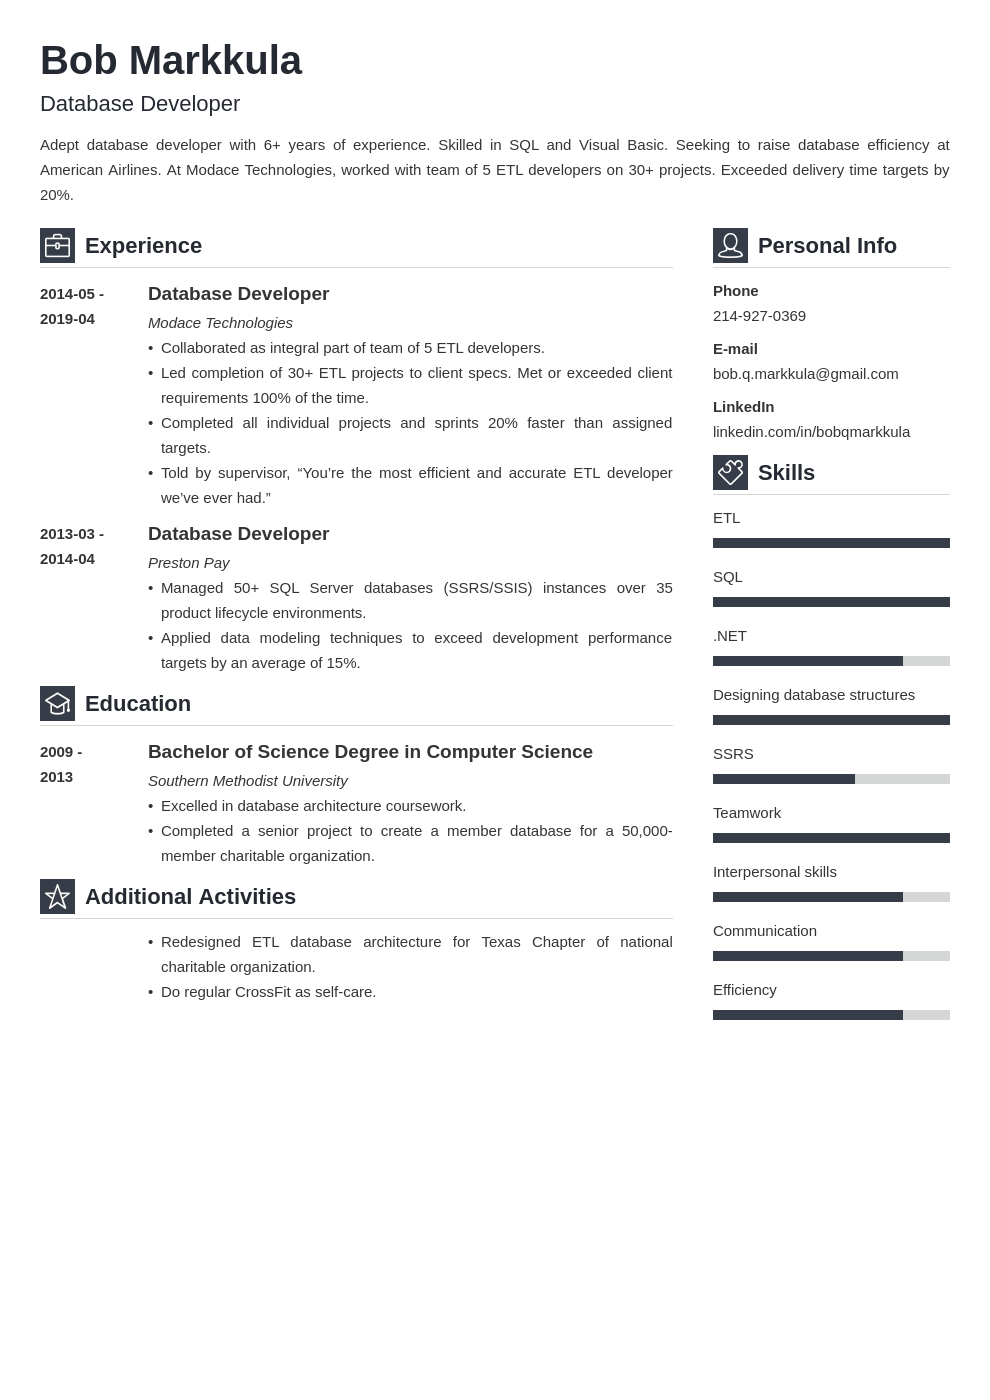 Bob Markkula
Database Developer
Adept database developer with 6+ years of experience. Skilled in SQL and Visual Basic. Seeking to raise database efficiency at
American Airlines. At Modace Technologies, worked with team of 5 ETL developers on 30+ projects. Exceeded delivery time targets by
20%.
Experience
2014-05 -
2019-04
Database Developer
Modace Technologies
• Collaborated as integral part of team of 5 ETL developers.
• Led completion of 30+ ETL projects to client specs. Met or exceeded client
requirements 100% of the time.
• Completed all individual projects and sprints 20% faster than assigned
targets.
• Told by supervisor, “You’re the most efficient and accurate ETL developer
we’ve ever had.”
2013-03 -
2014-04
Database Developer
Preston Pay
• Managed 50+ SQL Server databases (SSRS/SSIS) instances over 35
product lifecycle environments.
• Applied data modeling techniques to exceed development performance
targets by an average of 15%.
Education
2009 -
2013
Bachelor of Science Degree in Computer Science
Southern Methodist University
• Excelled in database architecture coursework.
• Completed a senior project to create a member database for a 50,000-
member charitable organization.
Additional Activities
• Redesigned ETL database architecture for Texas Chapter of national
charitable organization.
• Do regular CrossFit as self-care.
Personal Info
Phone
214-927-0369
E-mail
bob.q.markkula@gmail.com
LinkedIn
linkedin.com/in/bobqmarkkula
Skills
ETL
SQL
.NET
Designing database structures
SSRS
Teamwork
Interpersonal skills
Communication
Efficiency